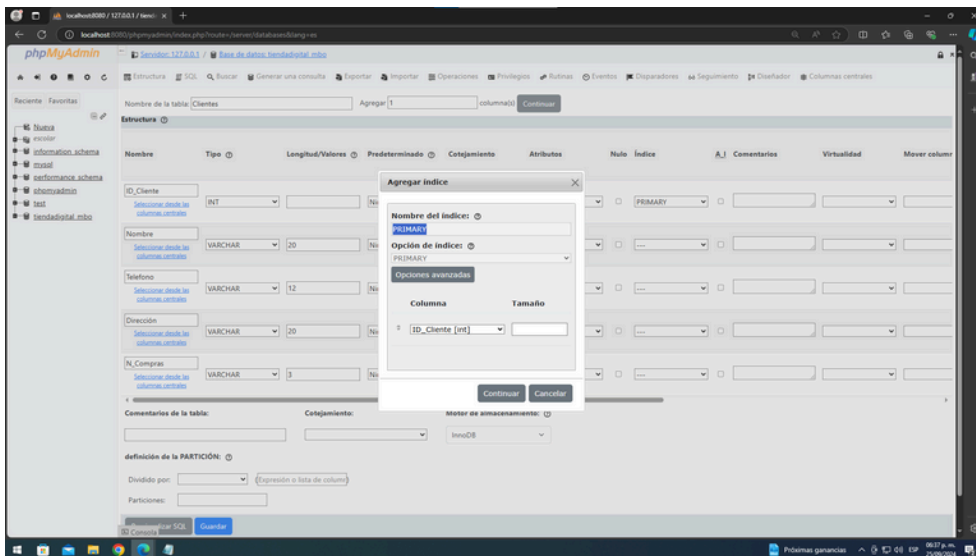 localhost:8080 / 127.0.0.1 / tiend
localhost:8080/phpmyadmin/index.php?route=/server/databases&lang=es
phpMyAdmin
Servidor: 127.0.0.1 / Base de datos: tiendadigital_mbo
Estructura SQL Buscar Generar una consulta Exportar Importar Operaciones Privilegios Rutinas Eventos Disparadores Seguimiento Diseñador Columnas centrales
Reciente Favoritas
Nueva
escolar
information_schema
mysql
performance_schema
phpmyadmin
test
tiendadigital_mbo
Nombre de la tabla: Clientes Agregar 1 columna(s) Continuar
Estructura
Nombre Tipo Longitud/Valores Predeterminado Cotejamiento Atributos Nulo Índice A_I Comentarios Virtualidad Mover column
ID_Cliente
Seleccionar desde las columnas centrales
INT PRIMARY
Nombre
Seleccionar desde las columnas centrales
VARCHAR 20 ---
Telefono
Seleccionar desde las columnas centrales
VARCHAR 12 ---
Dirección
Seleccionar desde las columnas centrales
VARCHAR 20 ---
N_Compras
Seleccionar desde las columnas centrales
VARCHAR 3 ---
Agregar índice
Nombre del índice:
PRIMARY
Opción de índice:
PRIMARY
Opciones avanzadas
Columna Tamaño
ID_Cliente [int]
Continuar Cancelar
Comentarios de la tabla: Cotejamiento: Motor de almacenamiento:
InnoDB
definición de la PARTICIÓN:
Dividido por: (Expresión o lista de column)
Particiones:
SQL Guardar
Consola
Próximas ganancias ESP 06:37 p. m.
25/09/2024